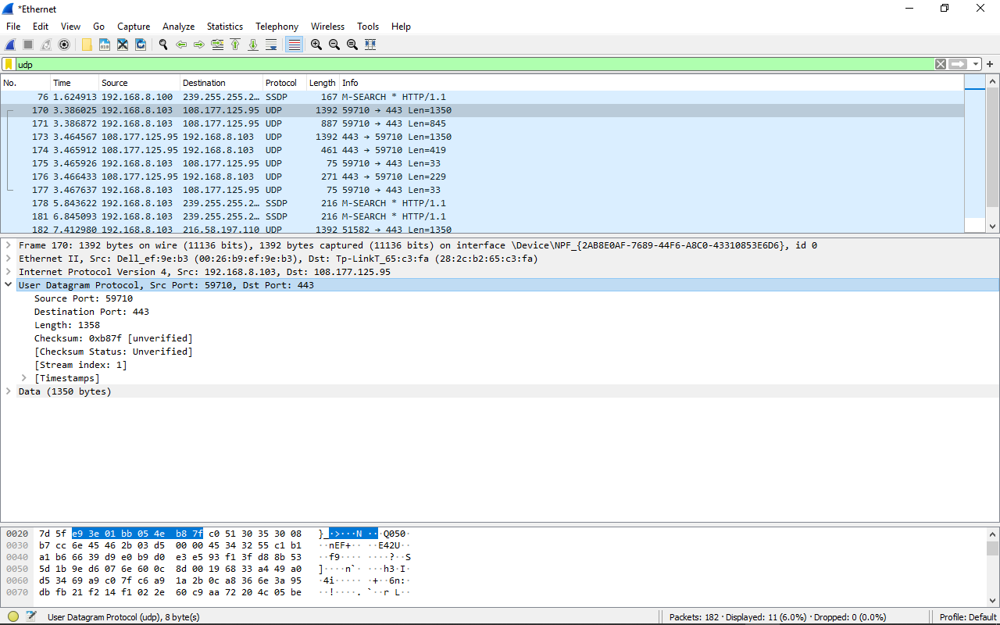 *Ethernet
File Edit View Go Capture Analyze Statistics Telephony Wireless Tools Help
udp
No. Time Source Destination Protocol Length Info
76 1.624913 192.168.8.100 239.255.255.2… SSDP 167 M-SEARCH * HTTP/1.1
170 3.386025 192.168.8.103 108.177.125.95 UDP 1392 59710 → 443 Len=1350
171 3.386872 192.168.8.103 108.177.125.95 UDP 887 59710 → 443 Len=845
173 3.464567 108.177.125.95 192.168.8.103 UDP 1392 443 → 59710 Len=1350
174 3.465912 108.177.125.95 192.168.8.103 UDP 461 443 → 59710 Len=419
175 3.465926 192.168.8.103 108.177.125.95 UDP 75 59710 → 443 Len=33
176 3.466433 108.177.125.95 192.168.8.103 UDP 271 443 → 59710 Len=229
177 3.467637 192.168.8.103 108.177.125.95 UDP 75 59710 → 443 Len=33
178 5.843622 192.168.8.103 239.255.255.2… SSDP 216 M-SEARCH * HTTP/1.1
181 6.845093 192.168.8.103 239.255.255.2… SSDP 216 M-SEARCH * HTTP/1.1
182 7.412980 192.168.8.103 216.58.197.110 UDP 1392 51582 → 443 Len=1350
Frame 170: 1392 bytes on wire (11136 bits), 1392 bytes captured (11136 bits) on interface \Device\NPF_{2AB8E0AF-7689-44F6-A8C0-43310853E6D6}, id 0
Ethernet II, Src: Dell_ef:9e:b3 (00:26:b9:ef:9e:b3), Dst: Tp-LinkT_65:c3:fa (28:2c:b2:65:c3:fa)
Internet Protocol Version 4, Src: 192.168.8.103, Dst: 108.177.125.95
User Datagram Protocol, Src Port: 59710, Dst Port: 443
Source Port: 59710
Destination Port: 443
Length: 1358
Checksum: 0xb87f [unverified]
[Checksum Status: Unverified]
[Stream index: 1]
[Timestamps]
Data (1350 bytes)
0020 7d 5f e9 3e 01 bb 05 4e b8 7f c0 51 30 35 30 08 }_·>···N ···Q050·
0030 b7 cc 6e 45 46 2b 03 d5 00 00 45 34 32 55 c1 b1 ··nEF+·· ··E42U··
0040 a1 b6 66 39 d9 e0 b9 d0 e3 e5 93 f1 3f d8 8b 53 ··f9···· ····?··S
0050 5d 1b 9e d6 07 6e 60 0c 8d 00 19 68 33 a4 49 a0 ]····n`· ···h3·I·
0060 d5 34 69 a9 c0 7f c6 a9 1a 2b 0c a8 36 6e 3a 95 ·4i····· ·+··6n:·
0070 db fb 21 f2 14 f1 02 2e 60 c9 aa 72 20 4c 05 be ··!····. `··r L··
User Datagram Protocol (udp), 8 byte(s) Packets: 182 · Displayed: 11 (6.0%) · Dropped: 0 (0.0%) Profile: Default